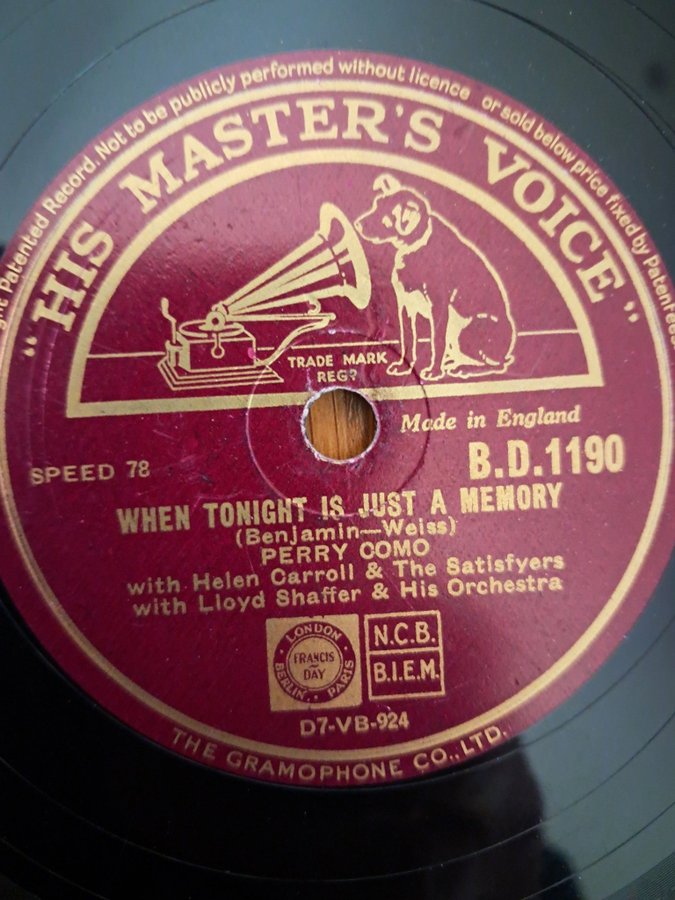 ght Patented Record. Not to be publicly performed without licence or sold below price fixed by Patentees
"HIS MASTER'S VOICE"
TRADE MARK
REGD
Made in England
SPEED 78
B.D.1190
WHEN TONIGHT IS JUST A MEMORY
(Benjamin—Weiss)
PERRY COMO
with Helen Carroll & The Satisfyers
with Lloyd Shaffer & His Orchestra
LONDON
FRANCIS
DAY
BERLIN.. PARIS
N.C.B.
B.I.E.M.
D7-VB-924
THE GRAMOPHONE CO., LTD.